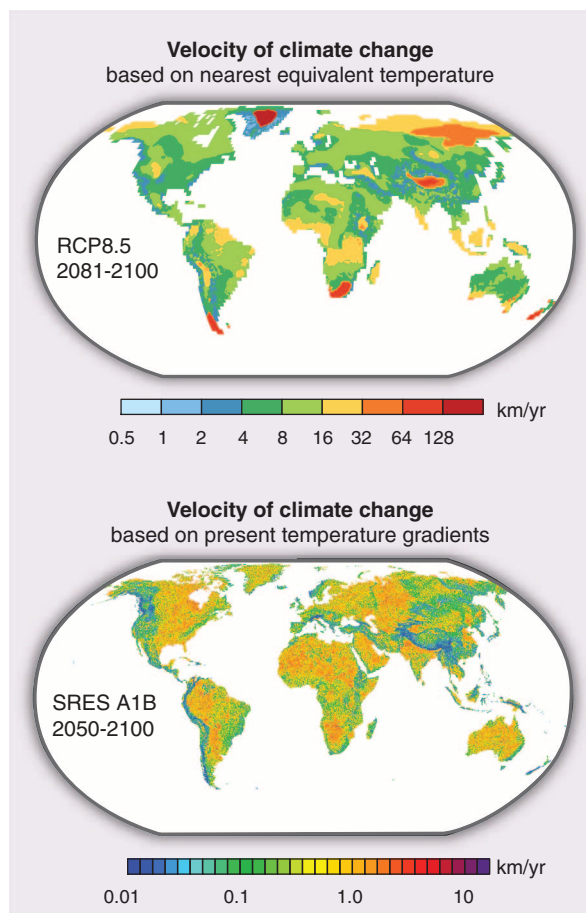 Velocity of climate change
based on nearest equivalent temperature
RCP8.5
2081-2100
km/yr
0.5 1 2 4 8 16 32 64 128
Velocity of climate change
based on present temperature gradients
SRES A1B
2050-2100
km/yr
0.01 0.1 1.0 10